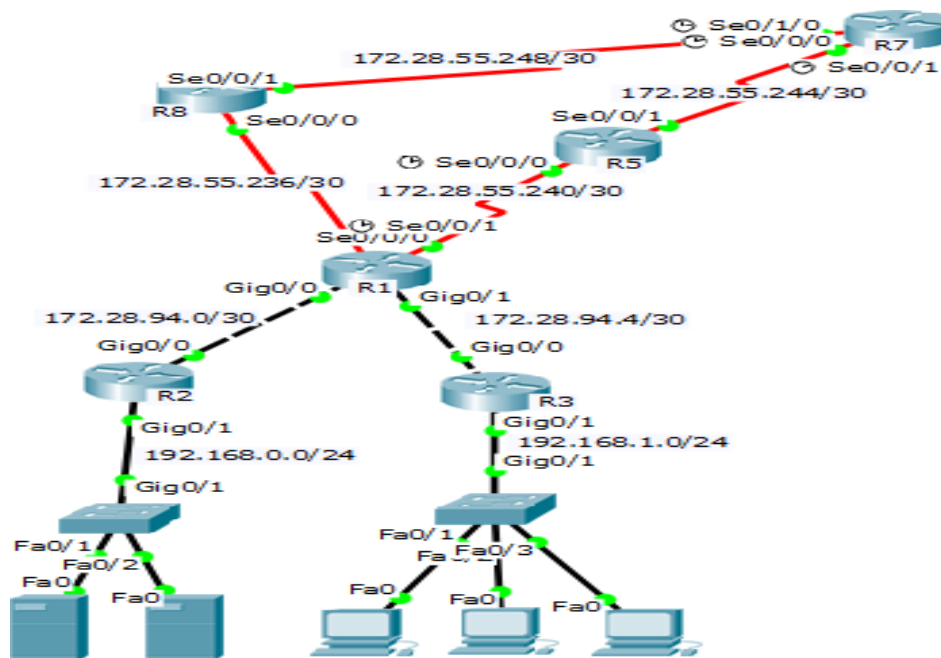 Se0/1/0
Se0/0/0
R7
172.28.55.248/30
Se0/0/1
Se0/0/1
172.28.55.244/30
R8
Se0/0/0
Se0/0/1
R5
Se0/0/0
172.28.55.236/30
172.28.55.240/30
Se0/0/1
Se0/0/0
R1
Gig0/0
Gig0/1
172.28.94.0/30
172.28.94.4/30
Gig0/0
Gig0/0
R2
R3
Gig0/1
Gig0/1
192.168.0.0/24
192.168.1.0/24
Gig0/1
Gig0/1
Fa0/1
Fa0/2
Fa0/1
Fa0/3
Fa0
Fa0
Fa0
Fa0
Fa0